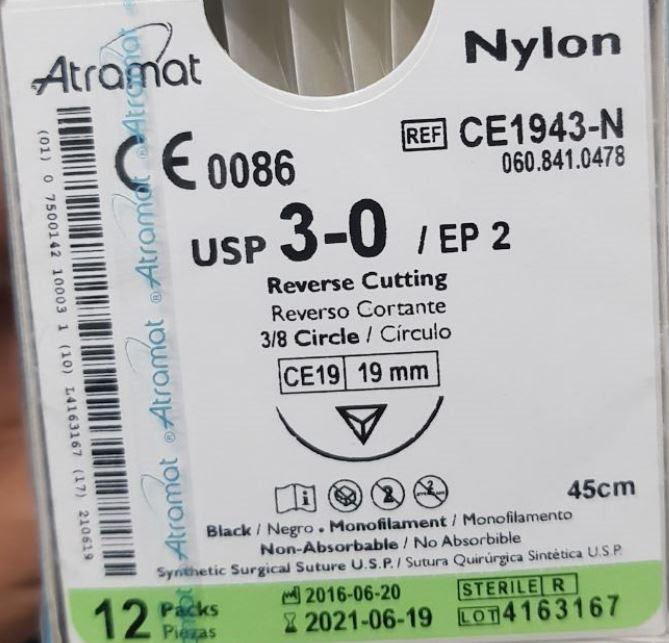 Atramat
Nylon
REF CE1943-N
060.841.0478
CE 0086
USP 3-0 / EP 2
Reverse Cutting
Reverso Cortante
3/8 Circle / Círculo
CE19 19 mm
45cm
Black / Negro • Monofilament / Monofilamento
Non-Absorbable / No Absorbible
Synthetic Surgical Suture U.S.P. / Sutura Quirúrgica Sintética U.S.P.
12 Packs
Piezas
2016-06-20
2021-06-19
STERILE R
LOT 4163167
(01) 0 7500142 10003 1 (10) L4163167 (17) 210619
Atramat ®Atramat ®Atramat ®Atramat ®Atramat